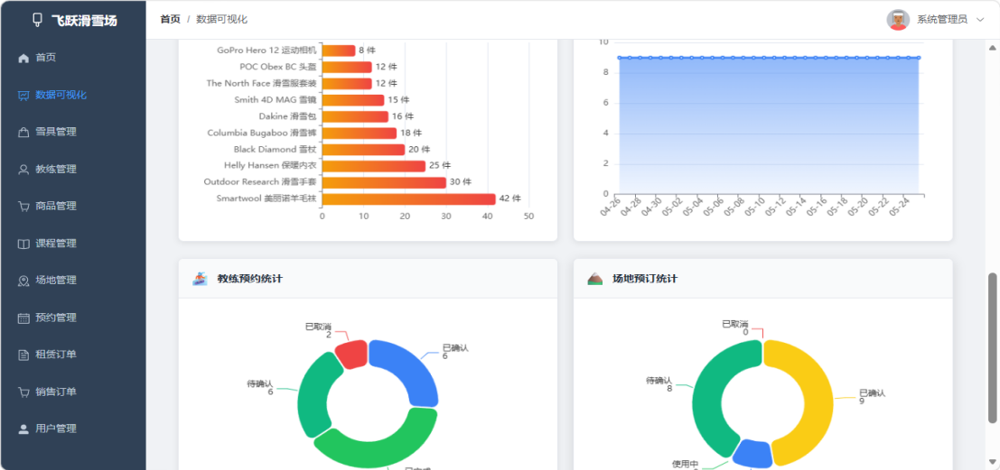 飞跃滑雪场
首页 / 数据可视化
系统管理员
首页
数据可视化
雪具管理
教练管理
商品管理
课程管理
场地管理
预约管理
租赁订单
销售订单
用户管理
GoPro Hero 12 运动相机 8 件
POC Obex BC 头盔 12 件
The North Face 滑雪服套装 12 件
Smith 4D MAG 雪镜 15 件
Dakine 滑雪包 16 件
Columbia Bugaboo 滑雪裤 18 件
Black Diamond 雪杖 20 件
Helly Hansen 保暖内衣 25 件
Outdoor Research 滑雪手套 30 件
Smartwool 美丽诺羊毛袜 42 件
0 10 20 30 40 50
10
8
6
4
2
0
04-26 04-28 04-30 05-02 05-04 05-06 05-08 05-10 05-12 05-14 05-16 05-18 05-20 05-22 05-24
教练预约统计
已取消
2
已确认
6
待确认
6
场地预订统计
已取消
0
待确认
8
已确认
9
使用中